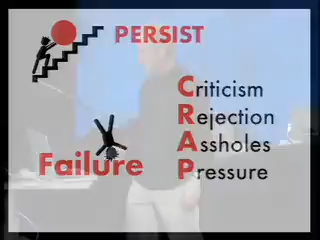 PERSIST
Criticism
Rejection
Assholes
Pressure
Failure